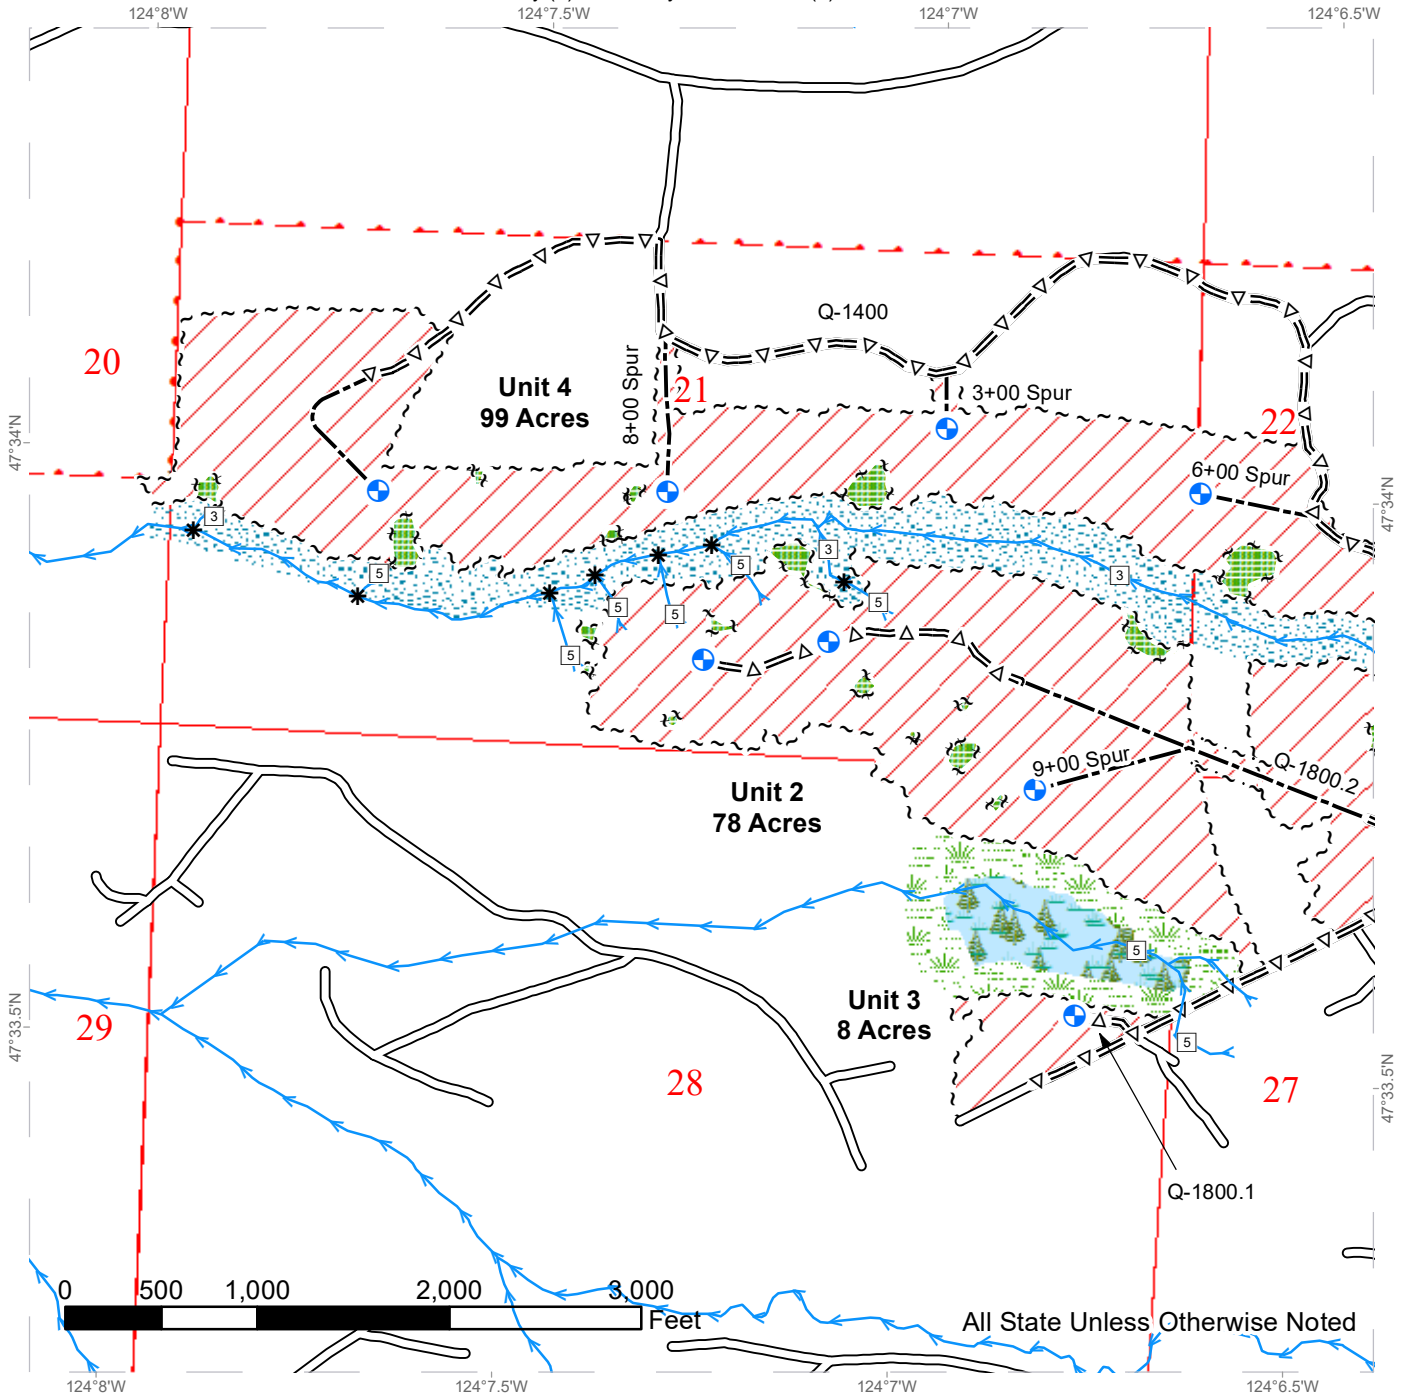 124°8'W
124°7.5'W
124°7'W
124°6.5'W
Q-1400
20
Unit 4
99 Acres
8+00 Spur
21
3+00 Spur
22
47°34'N
6+00 Spur
47°34'N
3
5
5
3
3
5
5
5
5
9+00 Spur
Q-1800.2
Unit 2
78 Acres
5
Unit 3
8 Acres
47°33.5'N
29
5
28
27
47°33.5'N
Q-1800.1
0
500
1,000
2,000
3,000
Feet
All State Unless Otherwise Noted
124°8'W
124°7.5'W
124°7'W
124°6.5'W